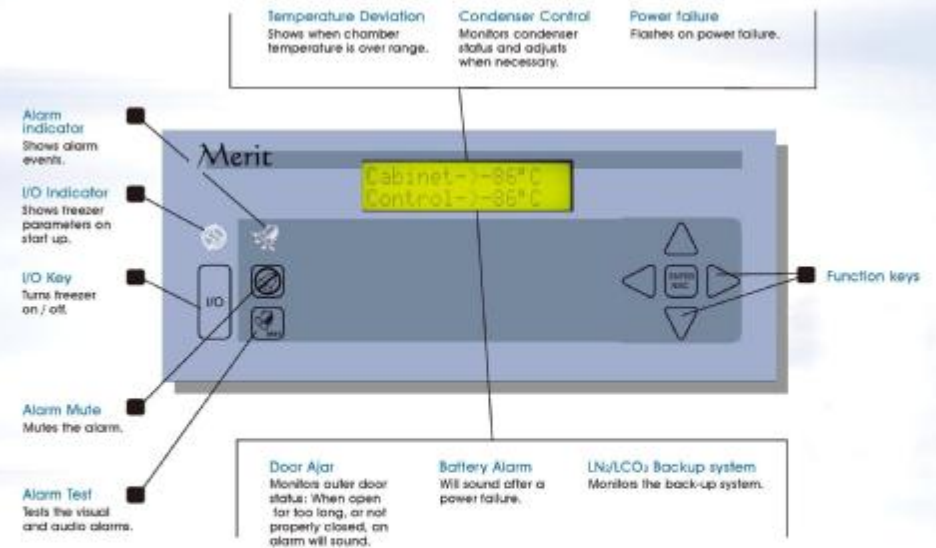 Temperature Deviation
Shows when chamber
temperature is over range.
Condenser Control
Monitors condenser
status and adjusts
when necessary.
Power failure
Flashes on power failure.
Alarm
indicator
Shows alarm
events.
I/O Indicator
Shows freezer
parameters on
start up.
I/O Key
Turns freezer
on / off.
Merit
Cabinet->-86°C
Control->-86°C
I/O
ENTER
Function keys
Alarm Mute
Mutes the alarm.
Alarm Test
Tests the visual
and audio alarms.
Door Ajar
Monitors outer door
status: When open
for too long, or not
properly closed, an
alarm will sound.
Battery Alarm
Will sound after a
power failure.
LN₂/LCO₂ Backup system
Monitors the back-up system.